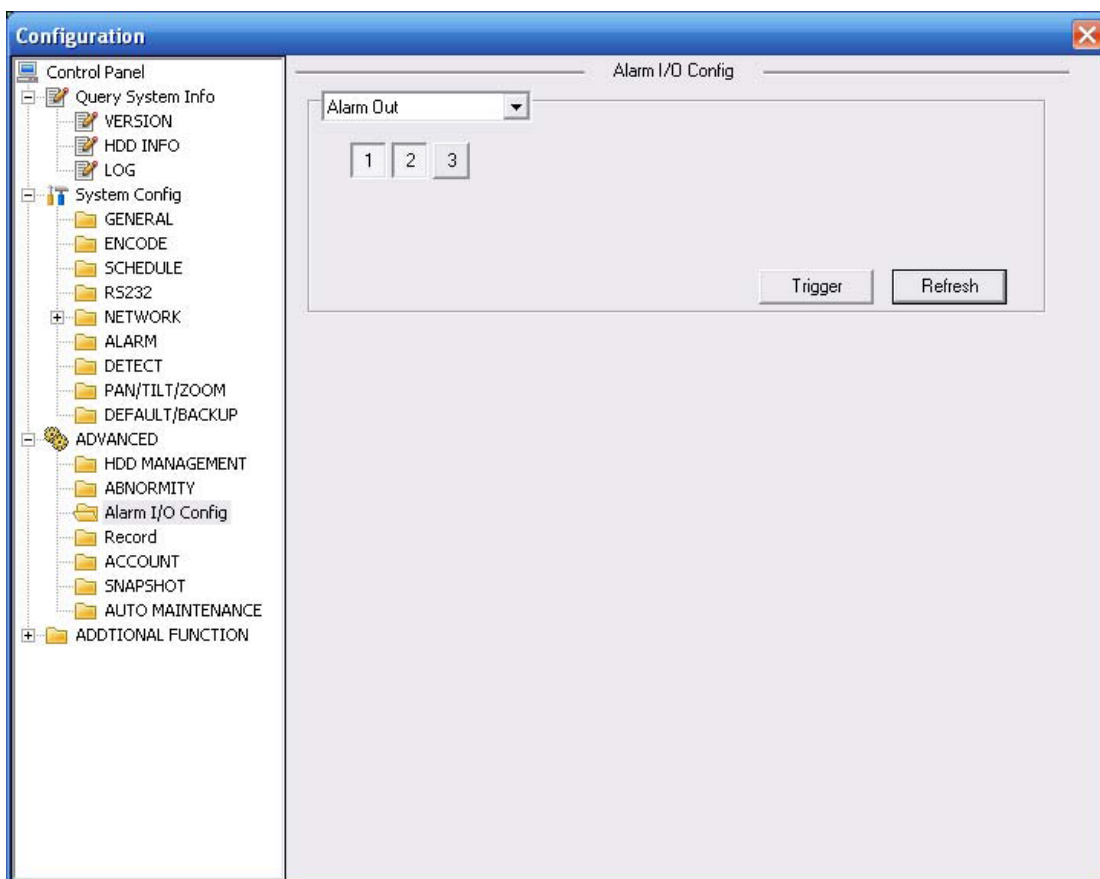 Configuration
Control Panel
Query System Info
VERSION
HDD INFO
LOG
System Config
GENERAL
ENCODE
SCHEDULE
RS232
NETWORK
ALARM
DETECT
PAN/TILT/ZOOM
DEFAULT/BACKUP
ADVANCED
HDD MANAGEMENT
ABNORMITY
Alarm I/O Config
Record
ACCOUNT
SNAPSHOT
AUTO MAINTENANCE
ADDTIONAL FUNCTION
Alarm I/O Config
Alarm Out
1 2 3
Trigger Refresh